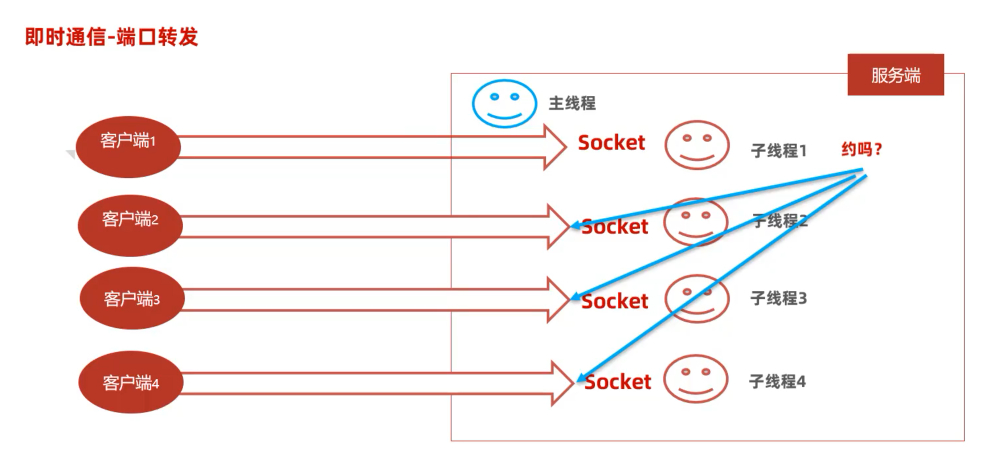 即时通信-端口转发
服务端
主线程
客户端1
Socket
子线程1
约吗?
客户端2
Socket
子线程2
客户端3
Socket
子线程3
客户端4
Socket
子线程4